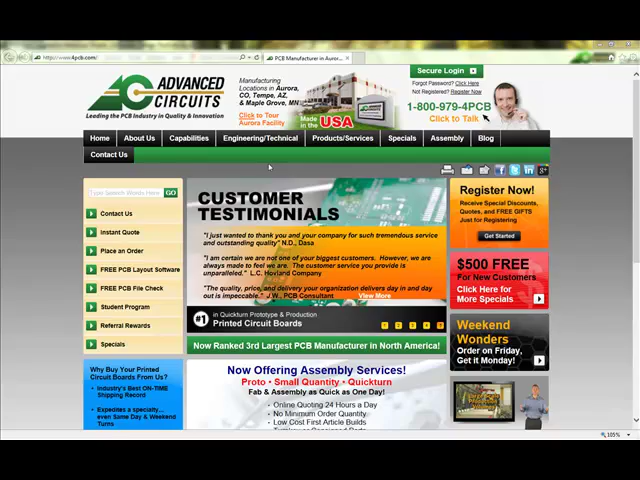 http://www.4pcb.com/
PCB Manufacturer in Auror...
ADVANCED
CIRCUITS
Leading the PCB Industry in Quality & Innovation
Manufacturing
Locations in Aurora,
CO, Tempe, AZ,
& Maple Grove, MN
Click to Tour
Aurora Facility
Made in the USA
Secure Login
Forgot Password? Click Here
Not Registered? Register Now
1-800-979-4PCB
Click to Talk
Home
About Us
Capabilities
Engineering/Technical
Products/Services
Specials
Assembly
Blog
Contact Us
Type Search Words Here
GO
Contact Us
Instant Quote
Place an Order
FREE PCB Layout Software
FREE PCB File Check
Student Program
Referral Rewards
Specials
CUSTOMER
TESTIMONIALS
"I just wanted to thank you and your company for such tremendous service
and outstanding quality" N.D., Dasa
"I am certain we are not one of your biggest customers. However, we are
always made to feel we are. The customer service you provide is
unparalleled." L.C. Hovland Company
"The quality, price, and delivery your organization delivers day in and day
out is impeccable." J.W., PCB Consultant View More
#1
in Quickturn Prototype & Production
Printed Circuit Boards
1 2 3 4
Now Ranked 3rd Largest PCB Manufacturer in North America!
Register Now!
Receive Special Discounts,
Quotes, and FREE GIFTS
Just for Registering
Get Started
$500 FREE
For New Customers
Click Here for
More Specials
Weekend
Wonders
Order on Friday,
Get it Monday!
Why Buy Your Printed
Circuit Boards From Us?
Industry's Best ON-TIME
Shipping Record
Expedites a specialty...
even Same Day & Weekend
Turns
Now Offering Assembly Services!
Proto • Small Quantity • Quickturn
Fab & Assembly as Quick as One Day!
- Online Quoting 24 Hours a Day
- No Minimum Order Quantity
- Low Cost First Article Builds
105%